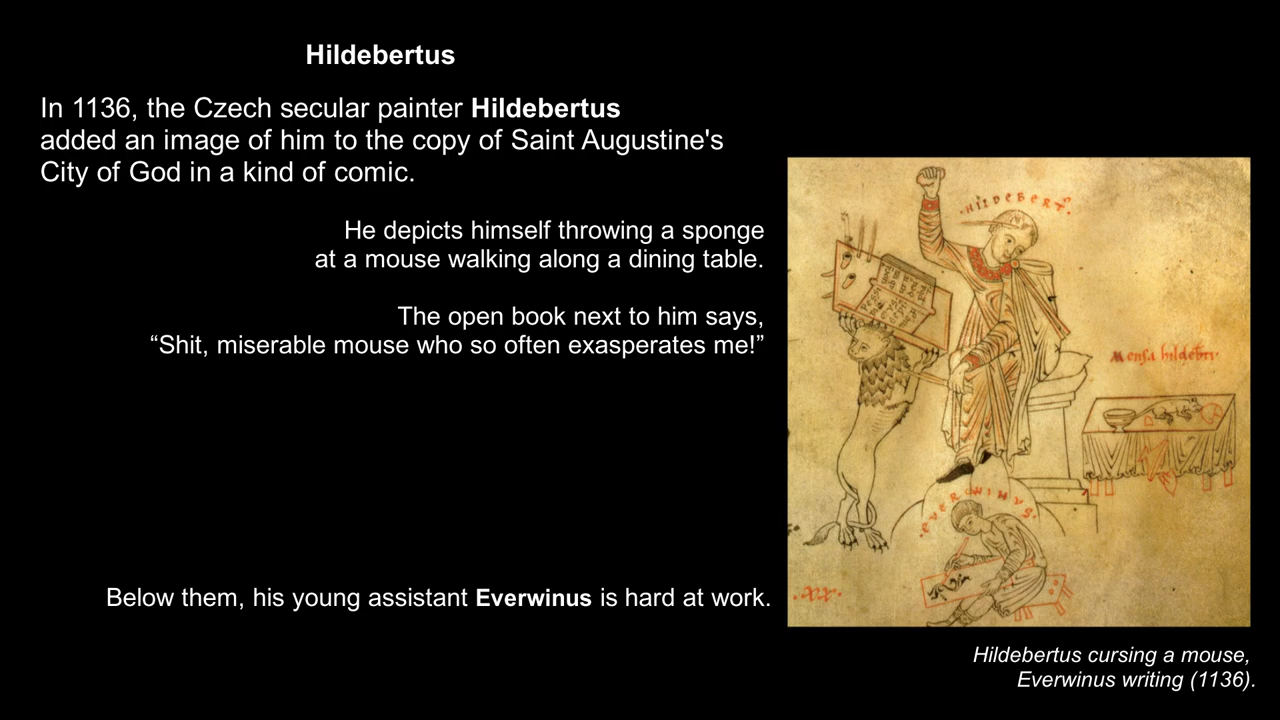 Hildebertus
In 1136, the Czech secular painter Hildebertus
added an image of him to the copy of Saint Augustine's
City of God in a kind of comic.
He depicts himself throwing a sponge
at a mouse walking along a dining table.
The open book next to him says,
“Shit, miserable mouse who so often exasperates me!”
Below them, his young assistant Everwinus is hard at work.
HILDEBERT
Mensa hildebti.
EVERWINVS.
Hildebertus cursing a mouse,
Everwinus writing (1136).